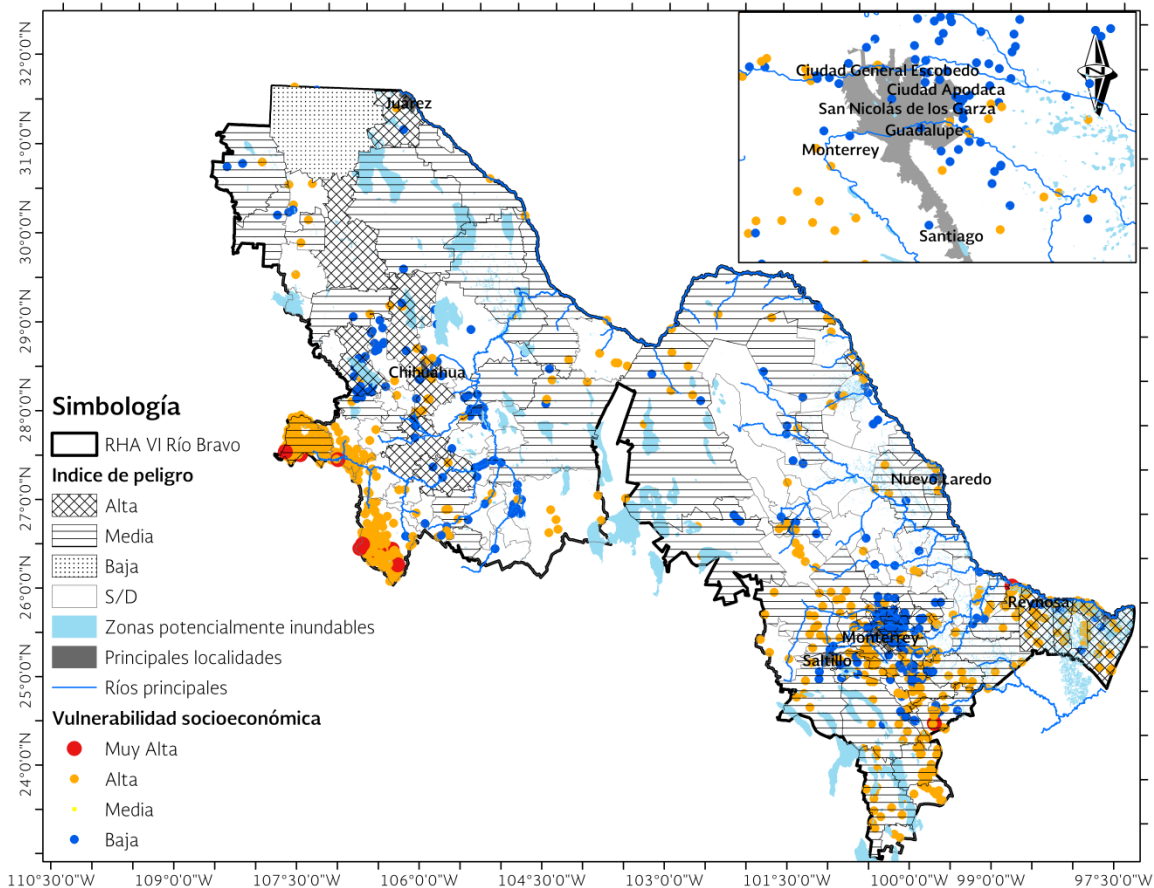 32°0'0"N
31°0'0"N
30°0'0"N
29°0'0"N
28°0'0"N
27°0'0"N
26°0'0"N
25°0'0"N
24°0'0"N
Ciudad General Escobedo
Ciudad Apodaca
San Nicolas de los Garza
Guadalupe
Monterrey
Santiago
Juárez
Chihuahua
Nuevo Laredo
Reynosa
Monterrey
Saltillo
Simbología
RHA VI Río Bravo
Indice de peligro
Alta
Media
Baja
S/D
Zonas potencialmente inundables
Principales localidades
Ríos principales
Vulnerabilidad socioeconómica
Muy Alta
Alta
Media
Baja
110°30'0"W 109°0'0"W 107°30'0"W 106°0'0"W 104°30'0"W 103°0'0"W 101°30'0"W 100°0'0"W 99°0'0"W 97°30'0"W